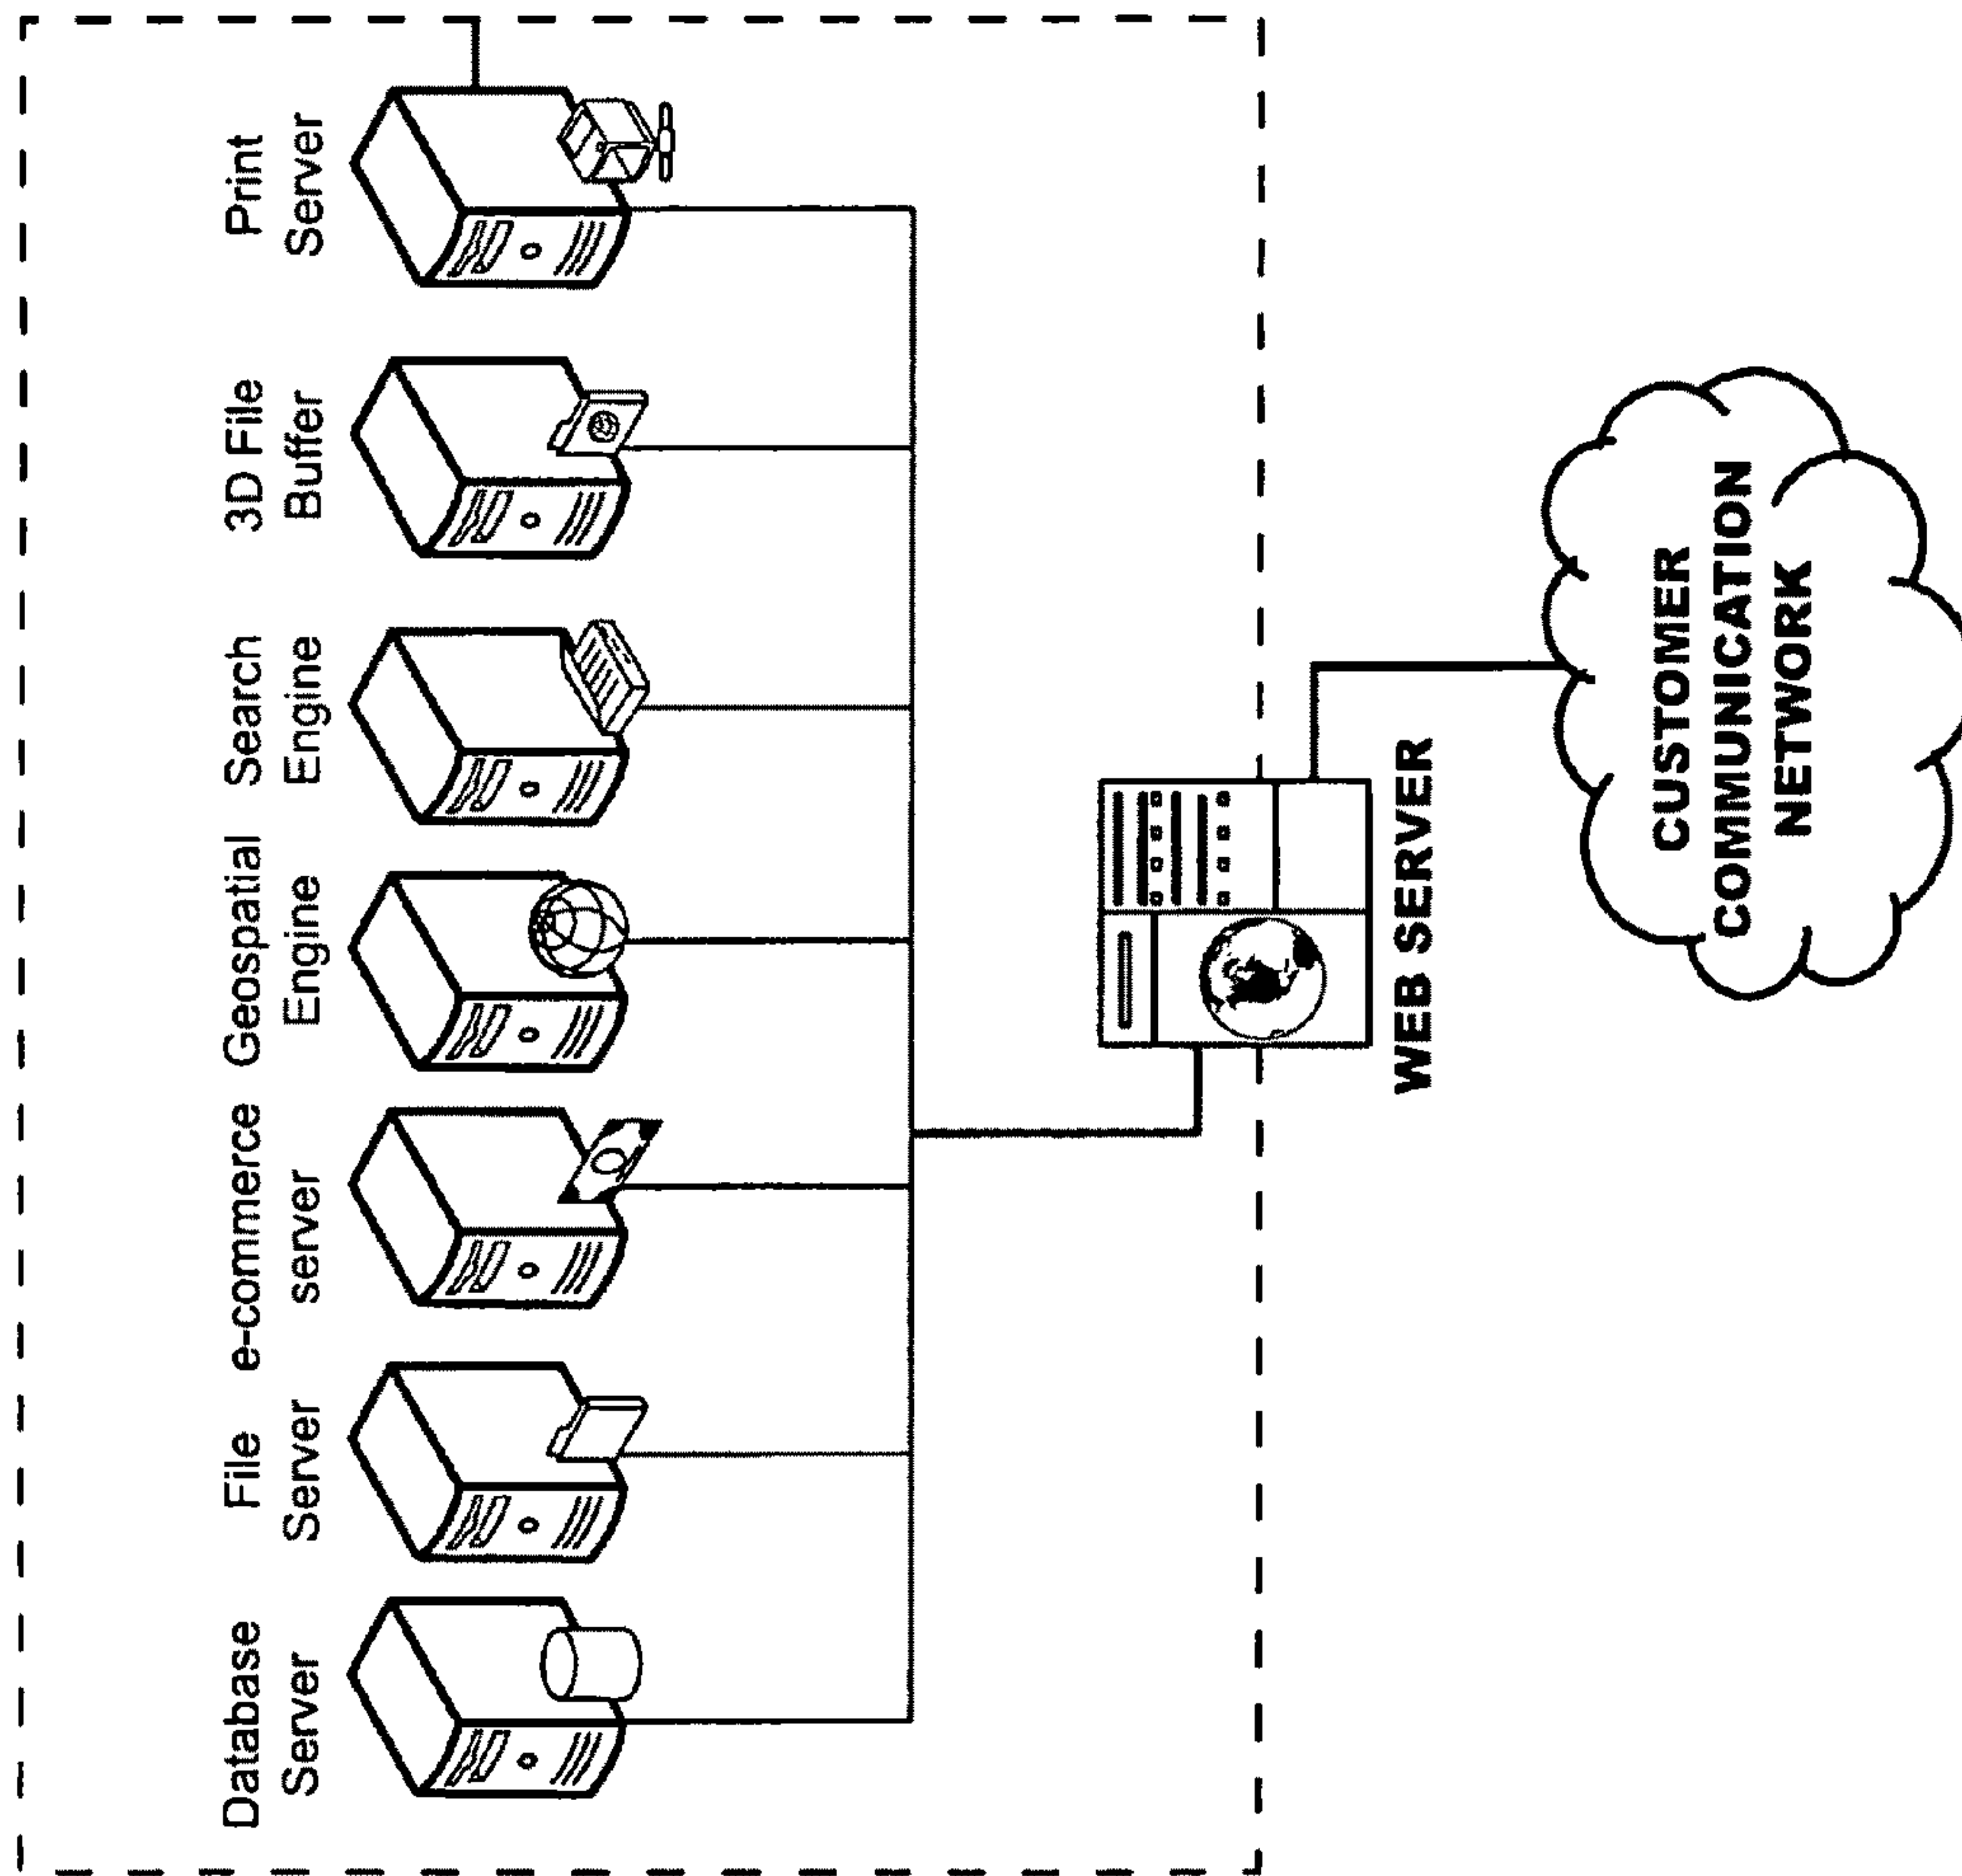 Database
Server
File
Server
e-commerce
server
Geospatial
Engine
Search
Engine
3D File
Buffer
Print
Server
WEB SERVER
CUSTOMER
COMMUNICATION
NETWORK